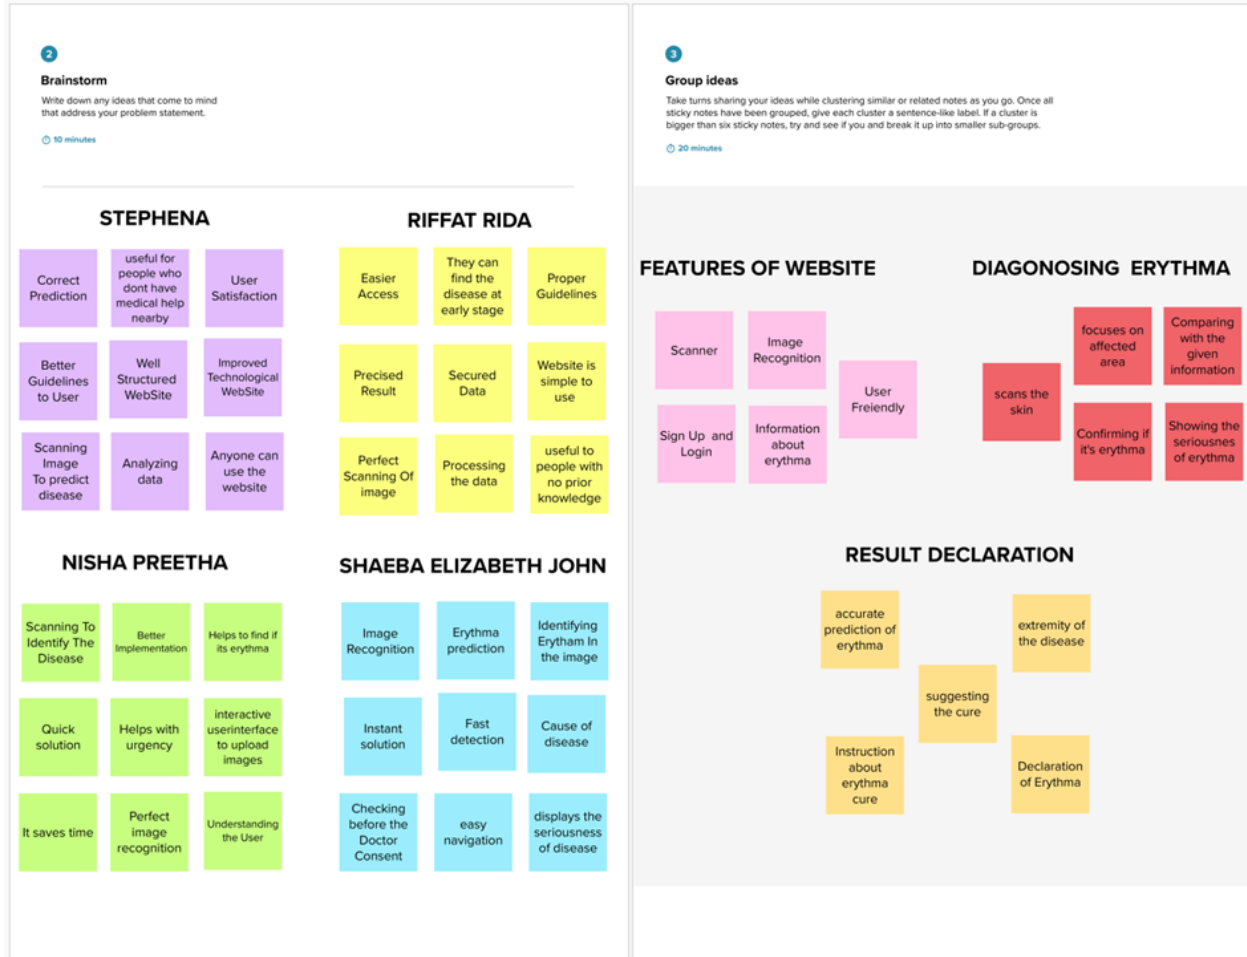 2
Brainstorm
Write down any ideas that come to mind
that address your problem statement.
10 minutes
STEPHENA
Correct
Prediction
useful for
people who
dont have
medical help
nearby
User
Satisfaction
Better
Guidelines
to User
Well
Structured
WebSite
Improved
Technological
WebSite
Scanning
Image
To predict
disease
Analyzing
data
Anyone can
use the
website
RIFFAT RIDA
Easier
Access
They can
find the
disease at
early stage
Proper
Guidelines
Precised
Result
Secured
Data
Website is
simple to
use
Perfect
Scanning Of
image
Processing
the data
useful to
people with
no prior
knowledge
NISHA PREETHA
Scanning To
Identify The
Disease
Better
Implementation
Helps to find if
its erythma
Quick
solution
Helps with
urgency
interactive
userinterface
to upload
images
It saves time
Perfect
image
recognition
Understanding
the User
SHAEBA ELIZABETH JOHN
Image
Recognition
Erythma
prediction
Identifying
Erytham In
the image
Instant
solution
Fast
detection
Cause of
disease
Checking
before the
Doctor
Consent
easy
navigation
displays the
seriousness
of disease
3
Group ideas
Take turns sharing your ideas while clustering similar or related notes as you go. Once all
sticky notes have been grouped, give each cluster a sentence-like label. If a cluster is
bigger than six sticky notes, try and see if you and break it up into smaller sub-groups.
20 minutes
FEATURES OF WEBSITE
Scanner
Image
Recognition
User
Freiendly
Sign Up and
Login
Information
about
erythma
DIAGONOSING ERYTHMA
scans the
skin
focuses on
affected
area
Comparing
with the
given
information
Confirming if
it's erythma
Showing the
seriousnes
of erythma
RESULT DECLARATION
accurate
prediction of
erythma
extremity of
the disease
suggesting
the cure
Instruction
about
erythma
cure
Declaration
of Erythma